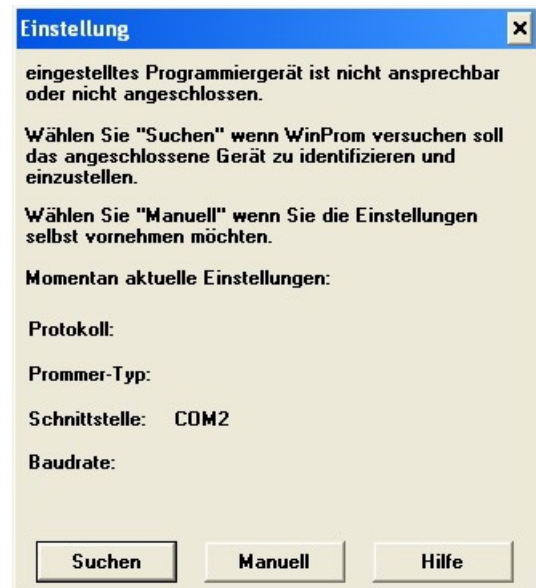 Einstellung
eingestelltes Programmiergerät ist nicht ansprechbar
oder nicht angeschlossen.
Wählen Sie "Suchen" wenn WinProm versuchen soll
das angeschlossene Gerät zu identifizieren und
einzustellen.
Wählen Sie "Manuell" wenn Sie die Einstellungen
selbst vornehmen möchten.
Momentan aktuelle Einstellungen:
Protokoll:
Prommer-Typ:
Schnittstelle: COM2
Baudrate:
Suchen Manuell Hilfe